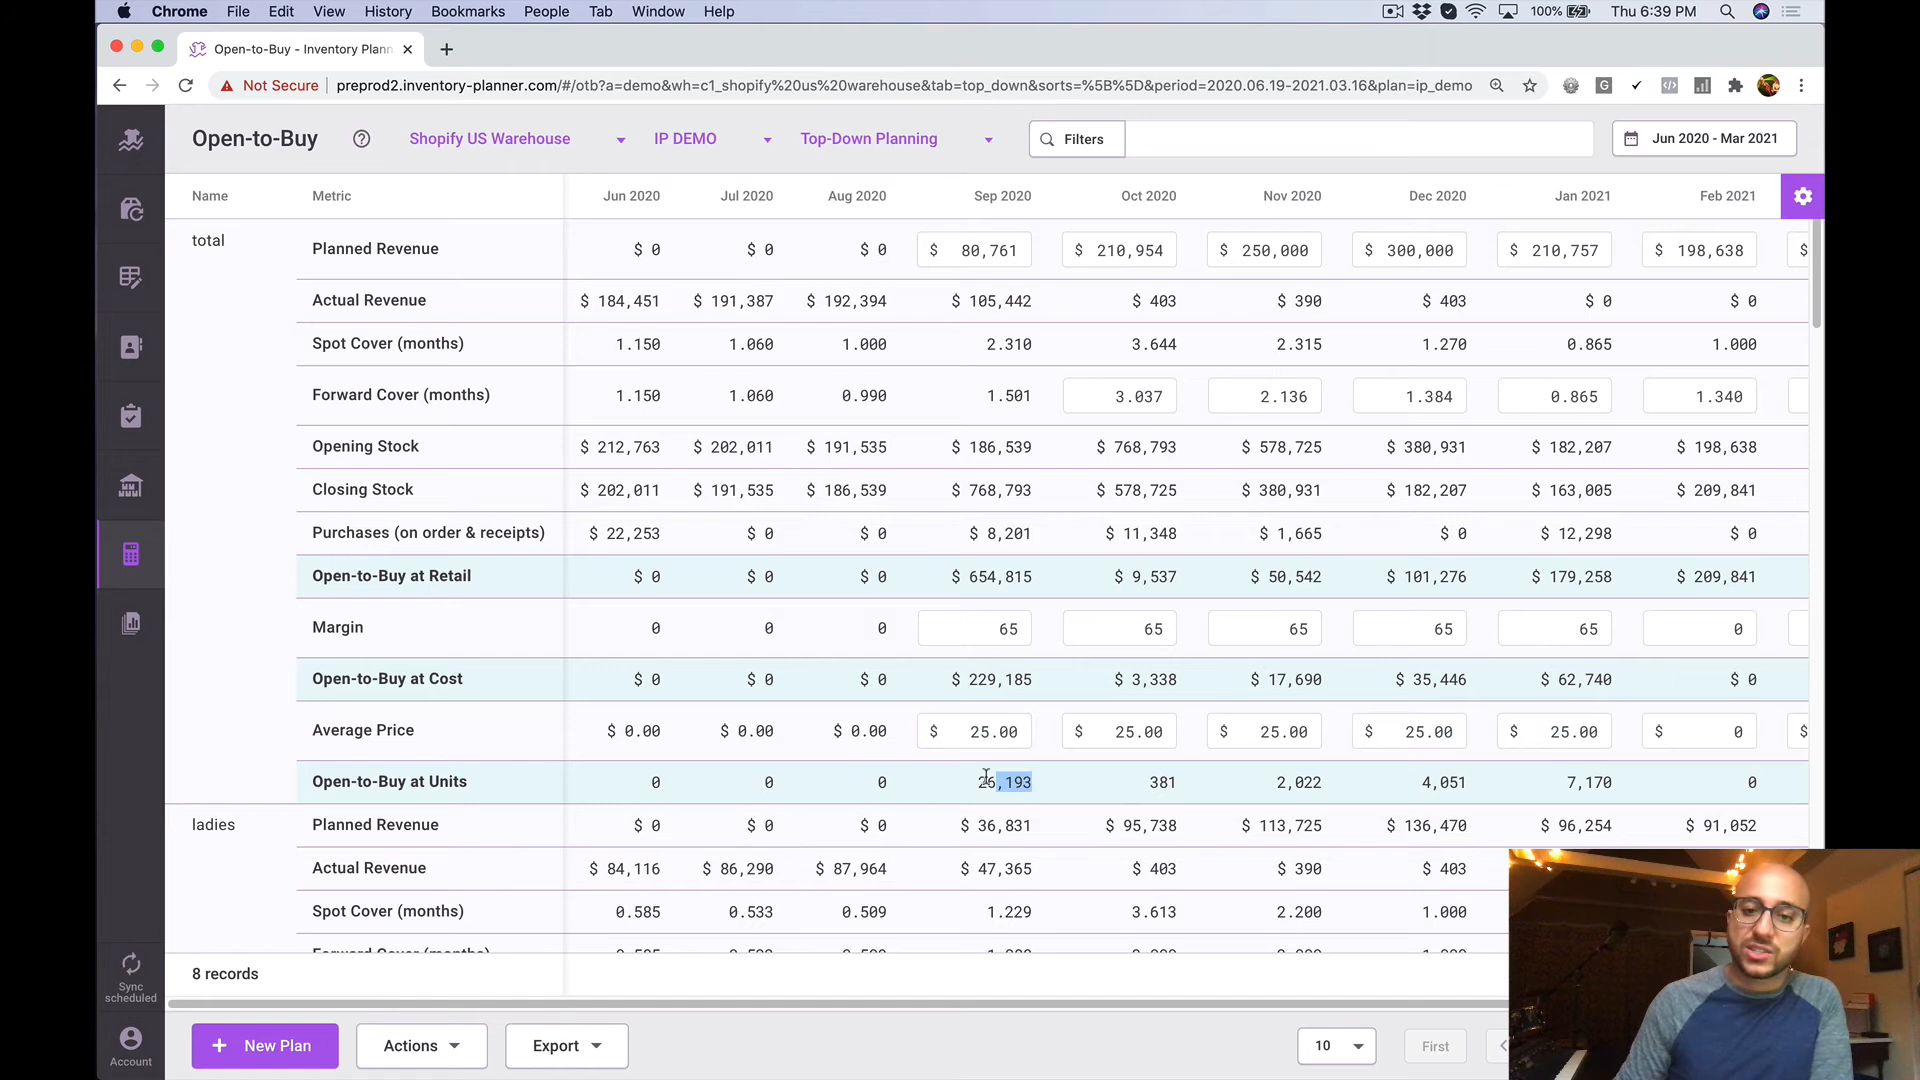 Chrome File Edit View History Bookmarks People Tab Window Help 100% Thu 6:39 PM
Open-to-Buy - Inventory Plann
Not Secure preprod2.inventory-planner.com/#/otb?a=demo&wh=c1_shopify%20us%20warehouse&tab=top_down&sorts=%5B%5D&period=2020.06.19-2021.03.16&plan=ip_demo
Open-to-Buy Shopify US Warehouse IP DEMO Top-Down Planning Filters Jun 2020 - Mar 2021
Name Metric Jun 2020 Jul 2020 Aug 2020 Sep 2020 Oct 2020 Nov 2020 Dec 2020 Jan 2021 Feb 2021
total Planned Revenue $ 0 $ 0 $ 0 $ 80,761 $ 210,954 $ 250,000 $ 300,000 $ 210,757 $ 198,638 $
Actual Revenue $ 184,451 $ 191,387 $ 192,394 $ 105,442 $ 403 $ 390 $ 403 $ 0 $ 0
Spot Cover (months) 1.150 1.060 1.000 2.310 3.644 2.315 1.270 0.865 1.000
Forward Cover (months) 1.150 1.060 0.990 1.501 3.037 2.136 1.384 0.865 1.340
Opening Stock $ 212,763 $ 202,011 $ 191,535 $ 186,539 $ 768,793 $ 578,725 $ 380,931 $ 182,207 $ 198,638
Closing Stock $ 202,011 $ 191,535 $ 186,539 $ 768,793 $ 578,725 $ 380,931 $ 182,207 $ 163,005 $ 209,841
Purchases (on order & receipts) $ 22,253 $ 0 $ 0 $ 8,201 $ 11,348 $ 1,665 $ 0 $ 12,298 $ 0
Open-to-Buy at Retail $ 0 $ 0 $ 0 $ 654,815 $ 9,537 $ 50,542 $ 101,276 $ 179,258 $ 209,841
Margin 0 0 0 65 65 65 65 65 0
Open-to-Buy at Cost $ 0 $ 0 $ 0 $ 229,185 $ 3,338 $ 17,690 $ 35,446 $ 62,740 $ 0
Average Price $ 0.00 $ 0.00 $ 0.00 $ 25.00 $ 25.00 $ 25.00 $ 25.00 $ 25.00 $ 0 $
Open-to-Buy at Units 0 0 0 26,193 381 2,022 4,051 7,170 0
ladies Planned Revenue $ 0 $ 0 $ 0 $ 36,831 $ 95,738 $ 113,725 $ 136,470 $ 96,254 $ 91,052
Actual Revenue $ 84,116 $ 86,290 $ 87,964 $ 47,365 $ 403 $ 390 $ 403
Spot Cover (months) 0.585 0.533 0.509 1.229 3.613 2.200 1.000
Forward Cover (months)
8 records
Sync scheduled
New Plan Actions Export 10 First
Account